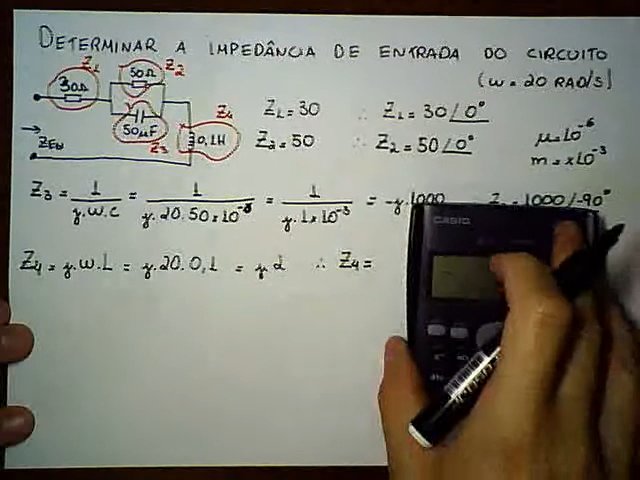 DETERMINAR A IMPEDÂNCIA DE ENTRADA DO CIRCUITO
(W = 20 RAD/S)
Z1
30Ω
50Ω
Z2
50μF
Z3
Z4
0,1H
ZEN
Z1 = 30 ∴ Z1 = 30/0°
Z2 = 50 ∴ Z2 = 50/0°
μ = 10^-6
m = x10^-3
Z3 = 1/(j.w.c) = 1/(j.20.50x10^-6) = 1/(j.1x10^-3) = -j.1000 Z 1000/-90°
Z4 = j.w.L = j.20.0,1 = j2 ∴ Z4 =
CASIO